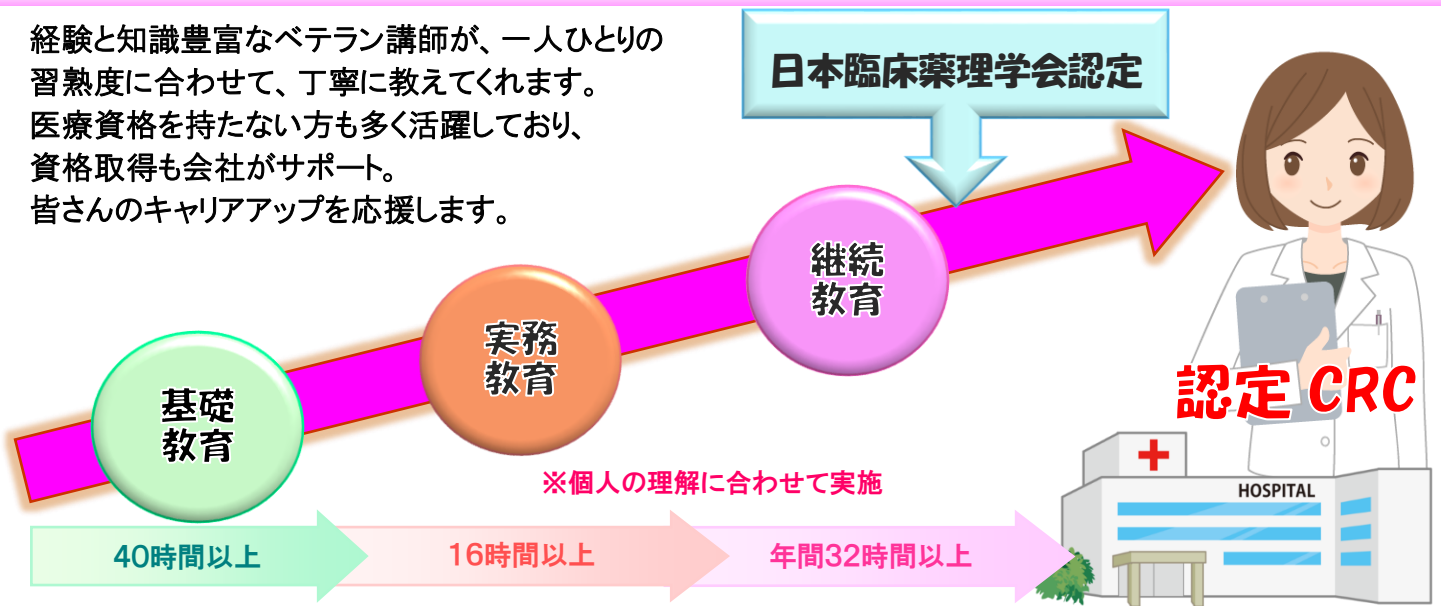 経験と知識豊富なベテラン講師が、一人ひとりの
習熟度に合わせて、丁寧に教えてくれます。
医療資格を持たない方も多く活躍しており、
資格取得も会社がサポート。
皆さんのキャリアアップを応援します。
日本臨床薬理学会認定
継続
教育
実務
教育
基礎
教育
認定 CRC
※個人の理解に合わせて実施
HOSPITAL
40時間以上
16時間以上
年間32時間以上